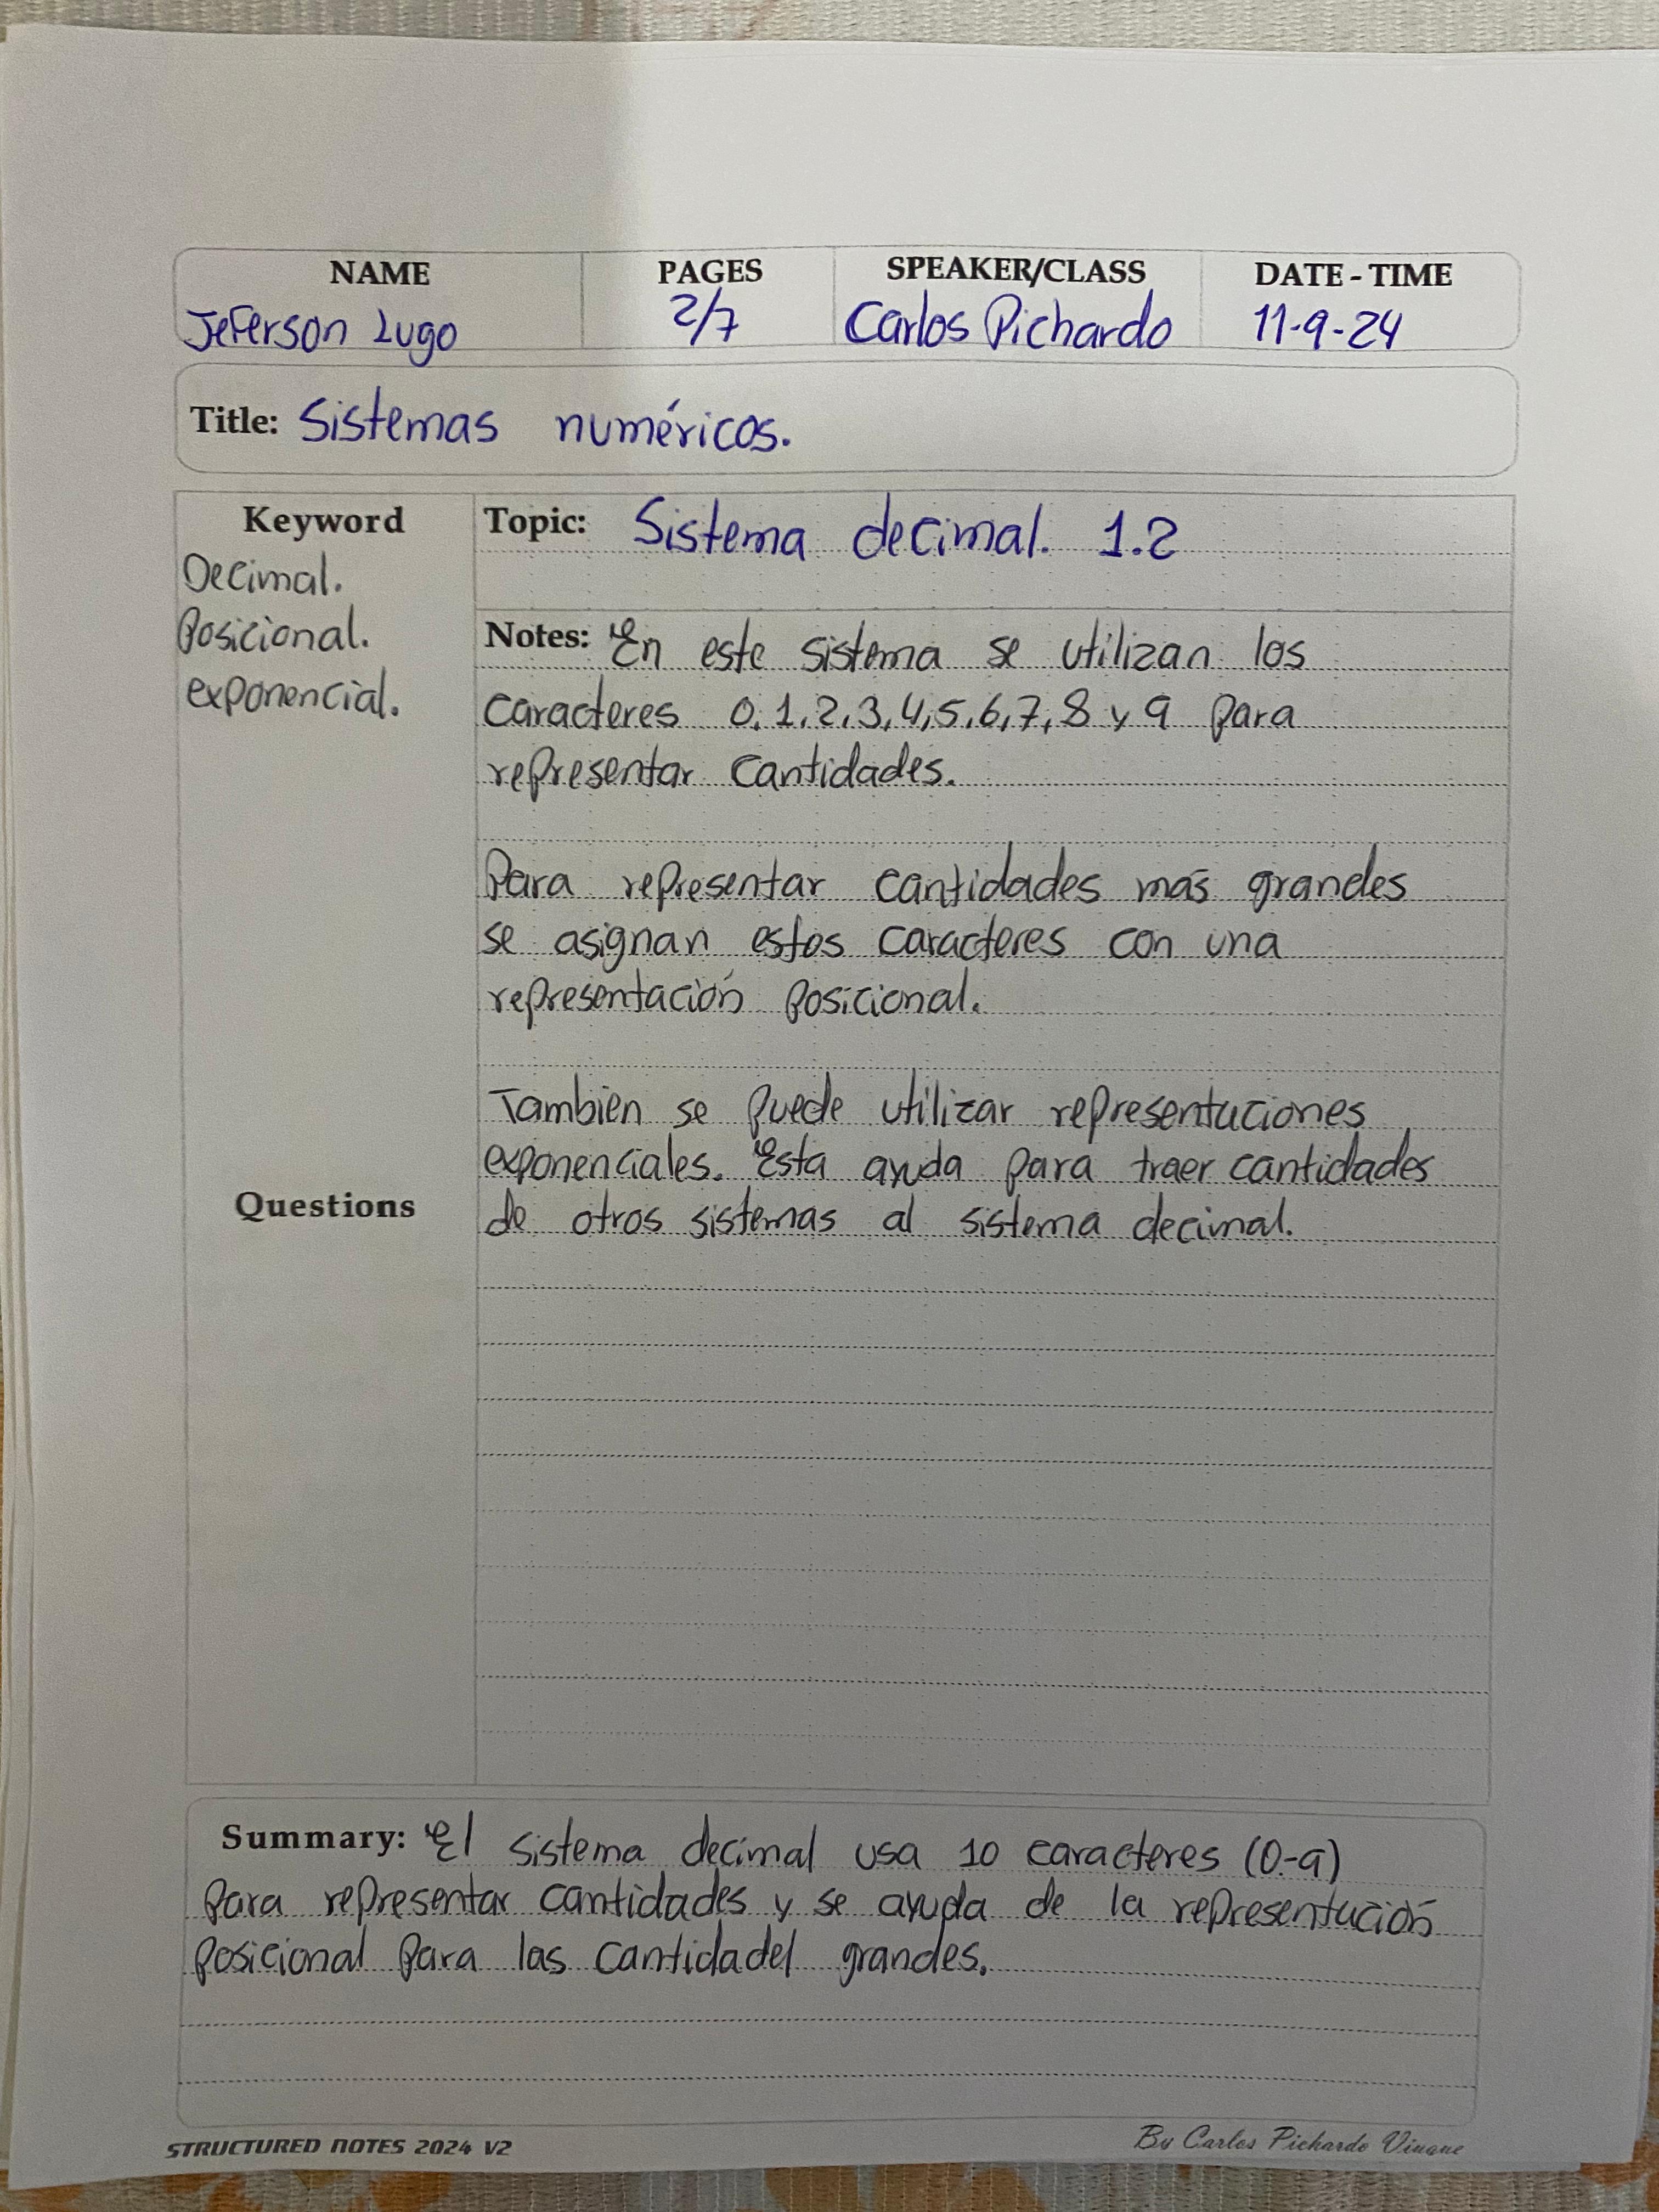 NAME PAGES SPEAKER/CLASS DATE - TIME
Jeferson Lugo 2/7 Carlos Pichardo 11-9-24
Title: Sistemas numéricos.
Keyword
Decimal.
Posicional.
exponencial.
Topic: Sistema decimal. 1.2
Notes: En este sistema se utilizan los
caracteres 0,1,2,3,4,5,6,7,8 y 9 para
representar cantidades.
Para representar cantidades más grandes
se asignan estos caracteres con una
representación posicional.
Tambien se puede utilizar representaciones
exponenciales. Esta ayuda para traer cantidades
de otros sistemas al sistema decimal.
Questions
Summary: El sistema decimal usa 10 caracteres (0-9)
para representar cantidades y se ayuda de la representación
posicional para las cantidadel grandes.
STRUCTURED NOTES 2024 V2
By Carlos Pichardo Viuque